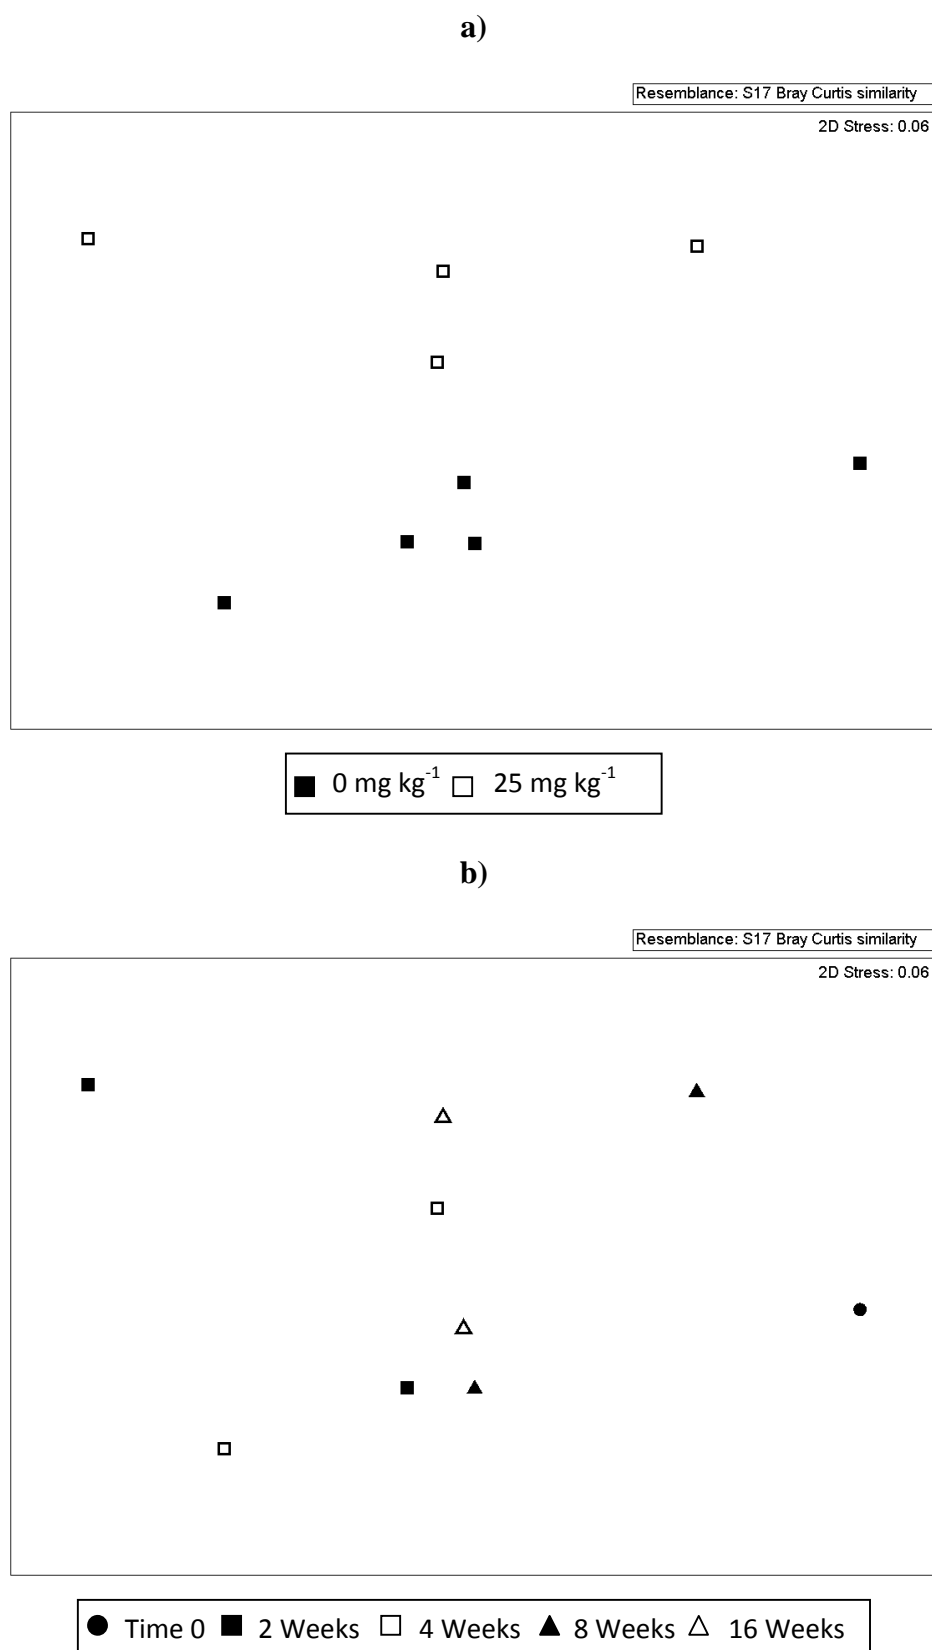 a)
Resemblance: S17 Bray Curtis similarity
2D Stress: 0.06
0 mg kg⁻¹ 25 mg kg⁻¹
b)
Resemblance: S17 Bray Curtis similarity
2D Stress: 0.06
Time 0 2 Weeks 4 Weeks 8 Weeks 16 Weeks